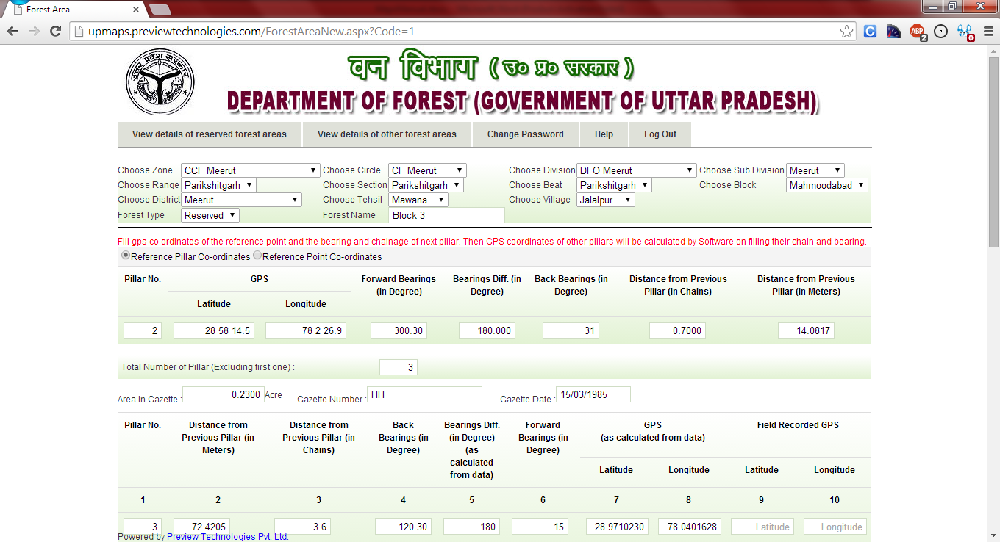 Forest Area
upmaps.previewtechnologies.com/ForestAreaNew.aspx?Code=1
ABP 2 0
उत्तर प्रदेश सरकार
वन विभाग ( उ० प्र० सरकार )
DEPARTMENT OF FOREST (GOVERNMENT OF UTTAR PRADESH)
View details of reserved forest areas View details of other forest areas Change Password Help Log Out
Choose Zone CCF Meerut Choose Circle CF Meerut Choose Division DFO Meerut Choose Sub Division Meerut
Choose Range Parikshitgarh Choose Section Parikshitgarh Choose Beat Parikshitgarh Choose Block Mahmoodabad
Choose District Meerut Choose Tehsil Mawana Choose Village Jalalpur
Forest Type Reserved Forest Name Block 3
Fill gps co ordinates of the reference point and the bearing and chainage of next pillar. Then GPS coordinates of other pillars will be calculated by Software on filling their chain and bearing.
Reference Pillar Co-ordinates Reference Point Co-ordinates
Pillar No. GPS Forward Bearings Bearings Diff. (in Back Bearings (in Distance from Previous Distance from Previous
(in Degree) Degree) Degree) Pillar (in Chains) Pillar (in Meters)
Latitude Longitude
2 28 58 14.5 78 2 26.9 300.30 180.000 31 0.7000 14.0817
Total Number of Pillar (Excluding first one) : 3
Area in Gazette : 0.2300 Acre Gazette Number : HH Gazette Date : 15/03/1985
Pillar No. Distance from Distance from Back Bearings Diff. Forward GPS Field Recorded GPS
Previous Pillar (in Previous Pillar (in Bearings (in (in Degree) Bearings (in (as calculated from data)
Meters) Chains) Degree) (as Degree)
calculated
from data)
Latitude Longitude Latitude Longitude
1 2 3 4 5 6 7 8 9 10
3 72.4205 3.6 120.30 180 15 28.9710230 78.0401628 Latitude Longitude
Powered by Preview Technologies Pvt. Ltd.